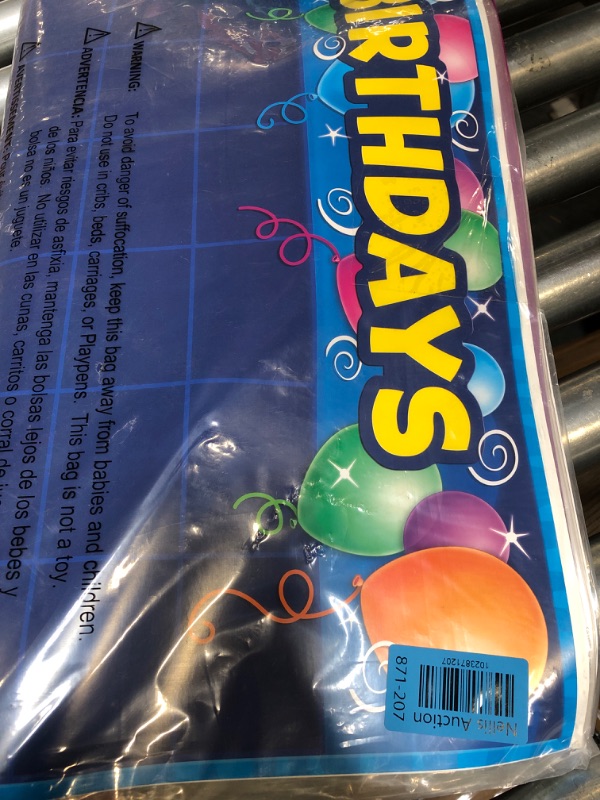 BIRTHDAYS
WARNING: To avoid danger of suffocation, keep this bag away from babies and children.
Do not use in cribs, beds, carriages, or Playpens. This bag is not a toy.
ADVERTENCIA: Para evitar riesgos de asfixia, mantenga las bolsas lejos de los bebes y
de los niños. No utilizar en las cunas, carritos o corral de
bolsa no es un juguete.
Nellis Auction
1023871207
871-207